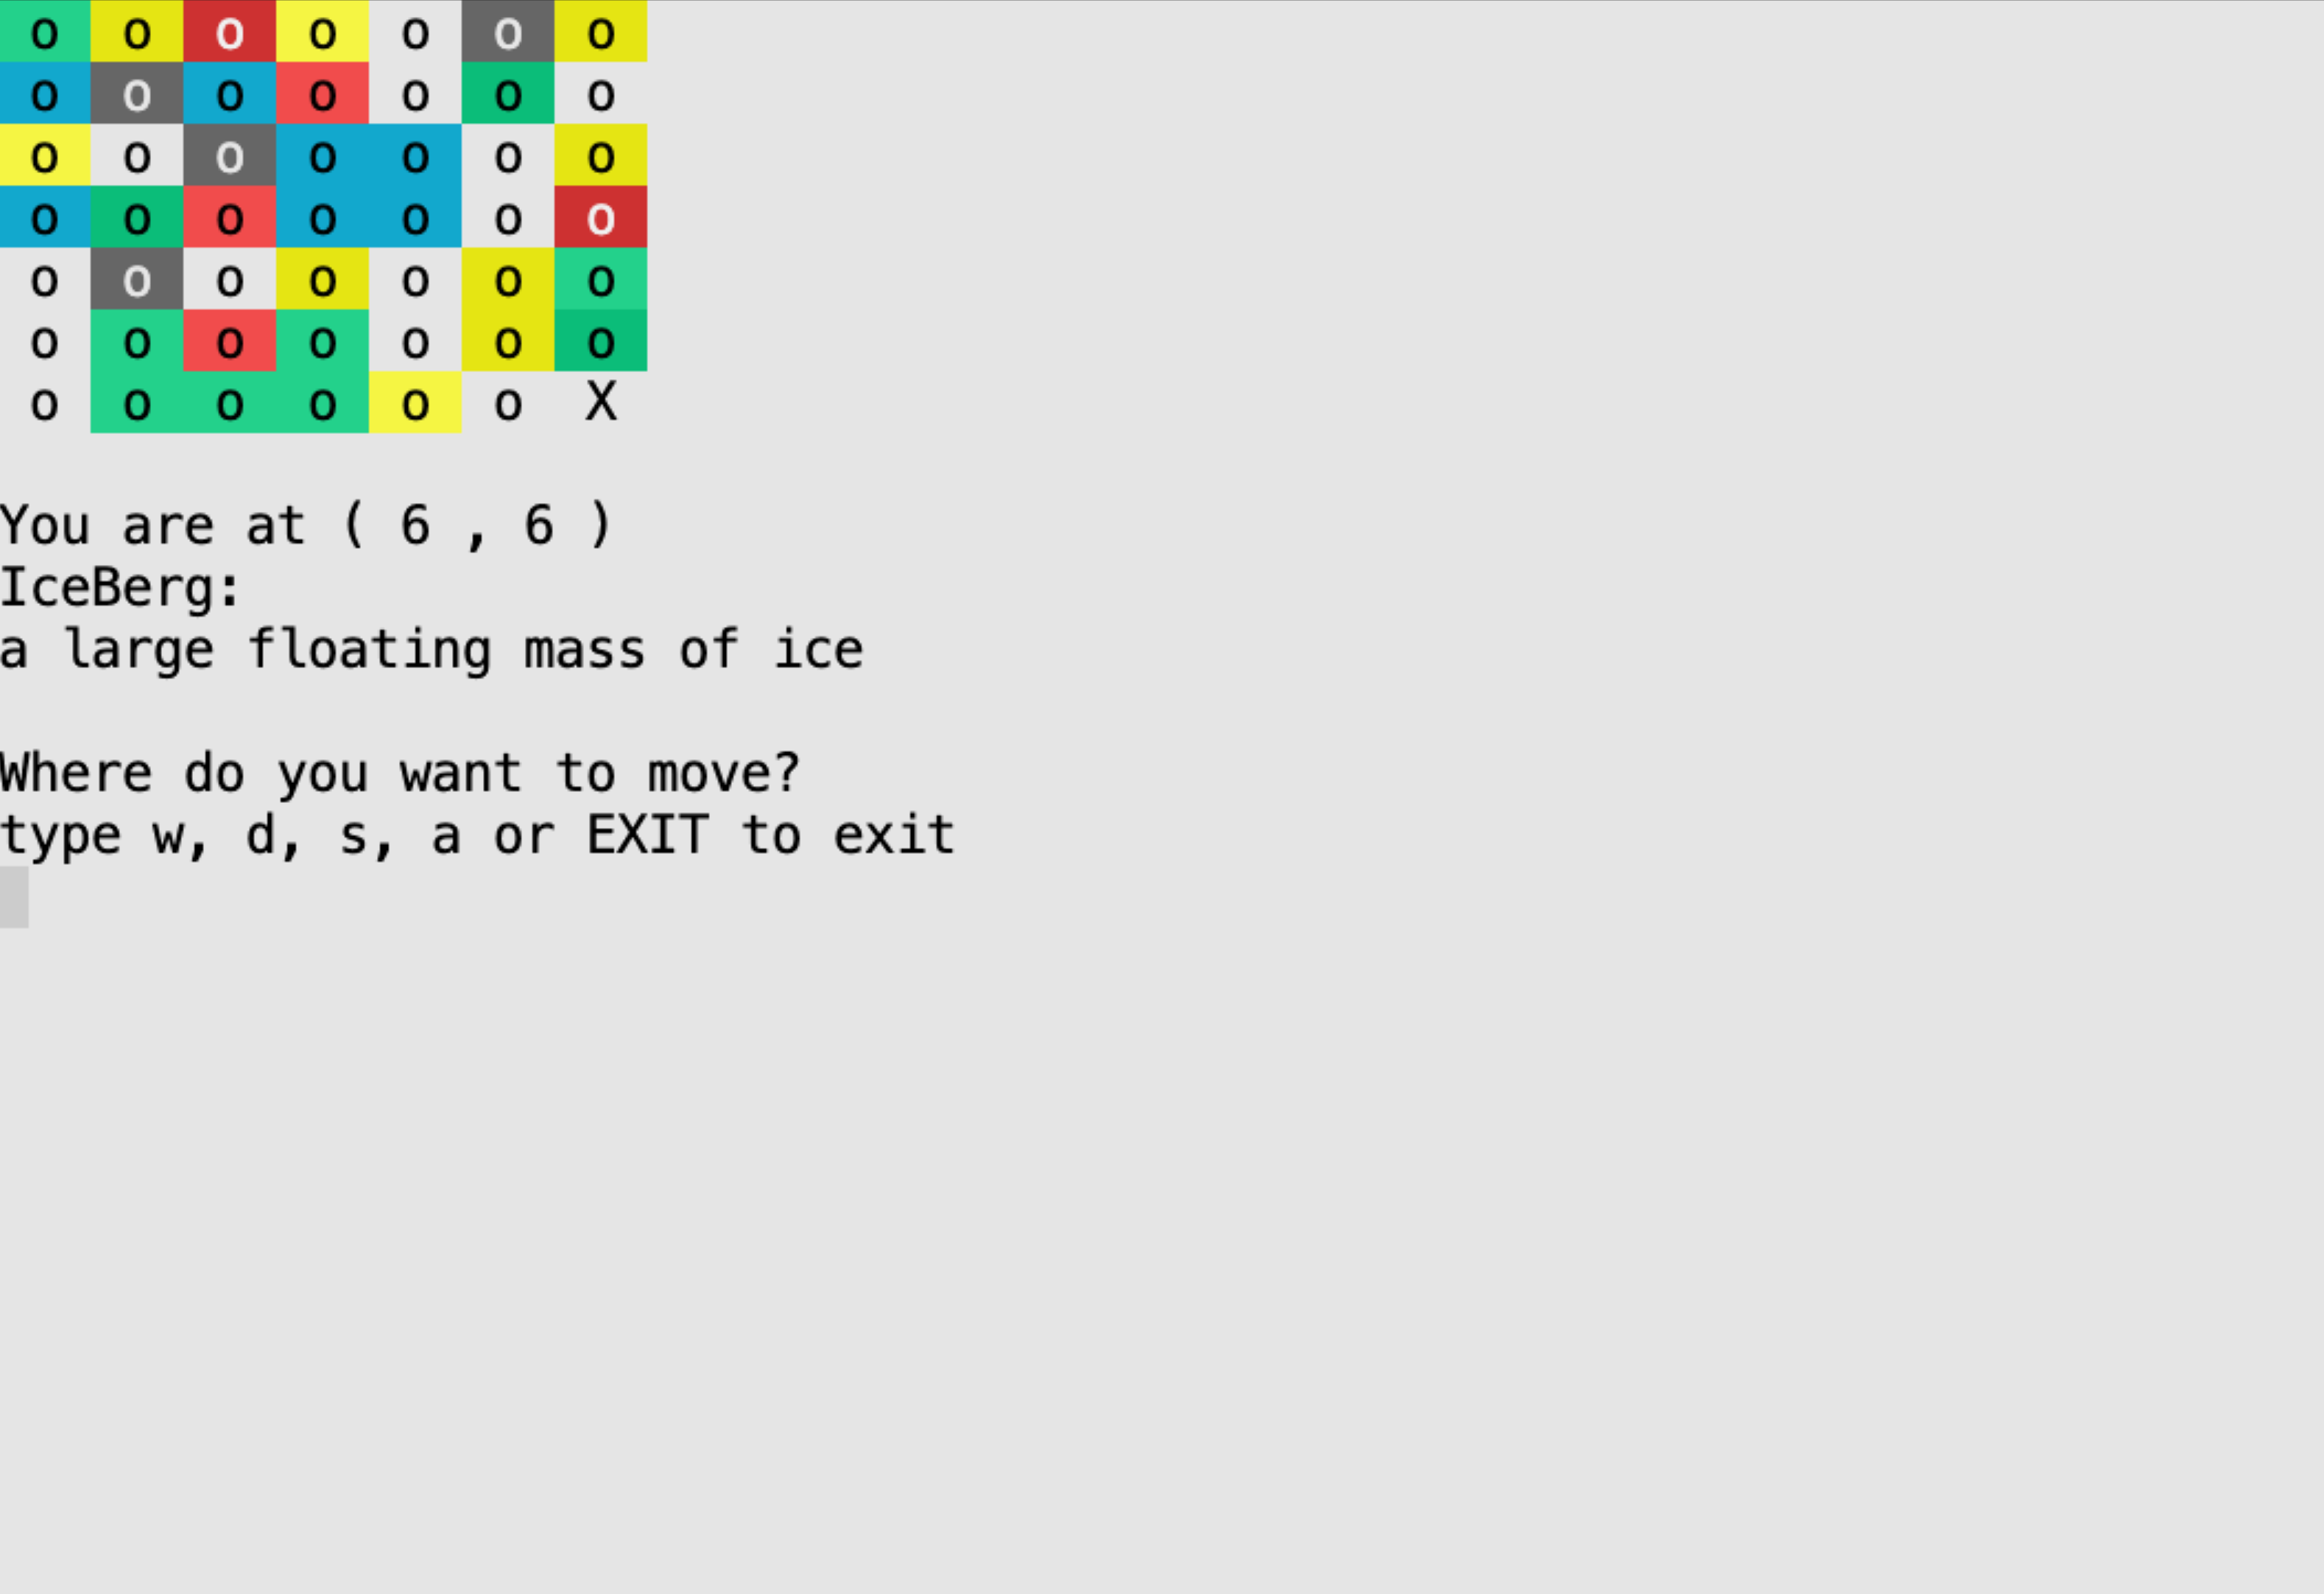 o o o o o o o
o o o o o o o
o o o o o o o
o o o o o o o
o o o o o o o
o o o o o o o
o o o o o o X
You are at ( 6 , 6 )
IceBerg:
a large floating mass of ice
Where do you want to move?
type w, d, s, a or EXIT to exit